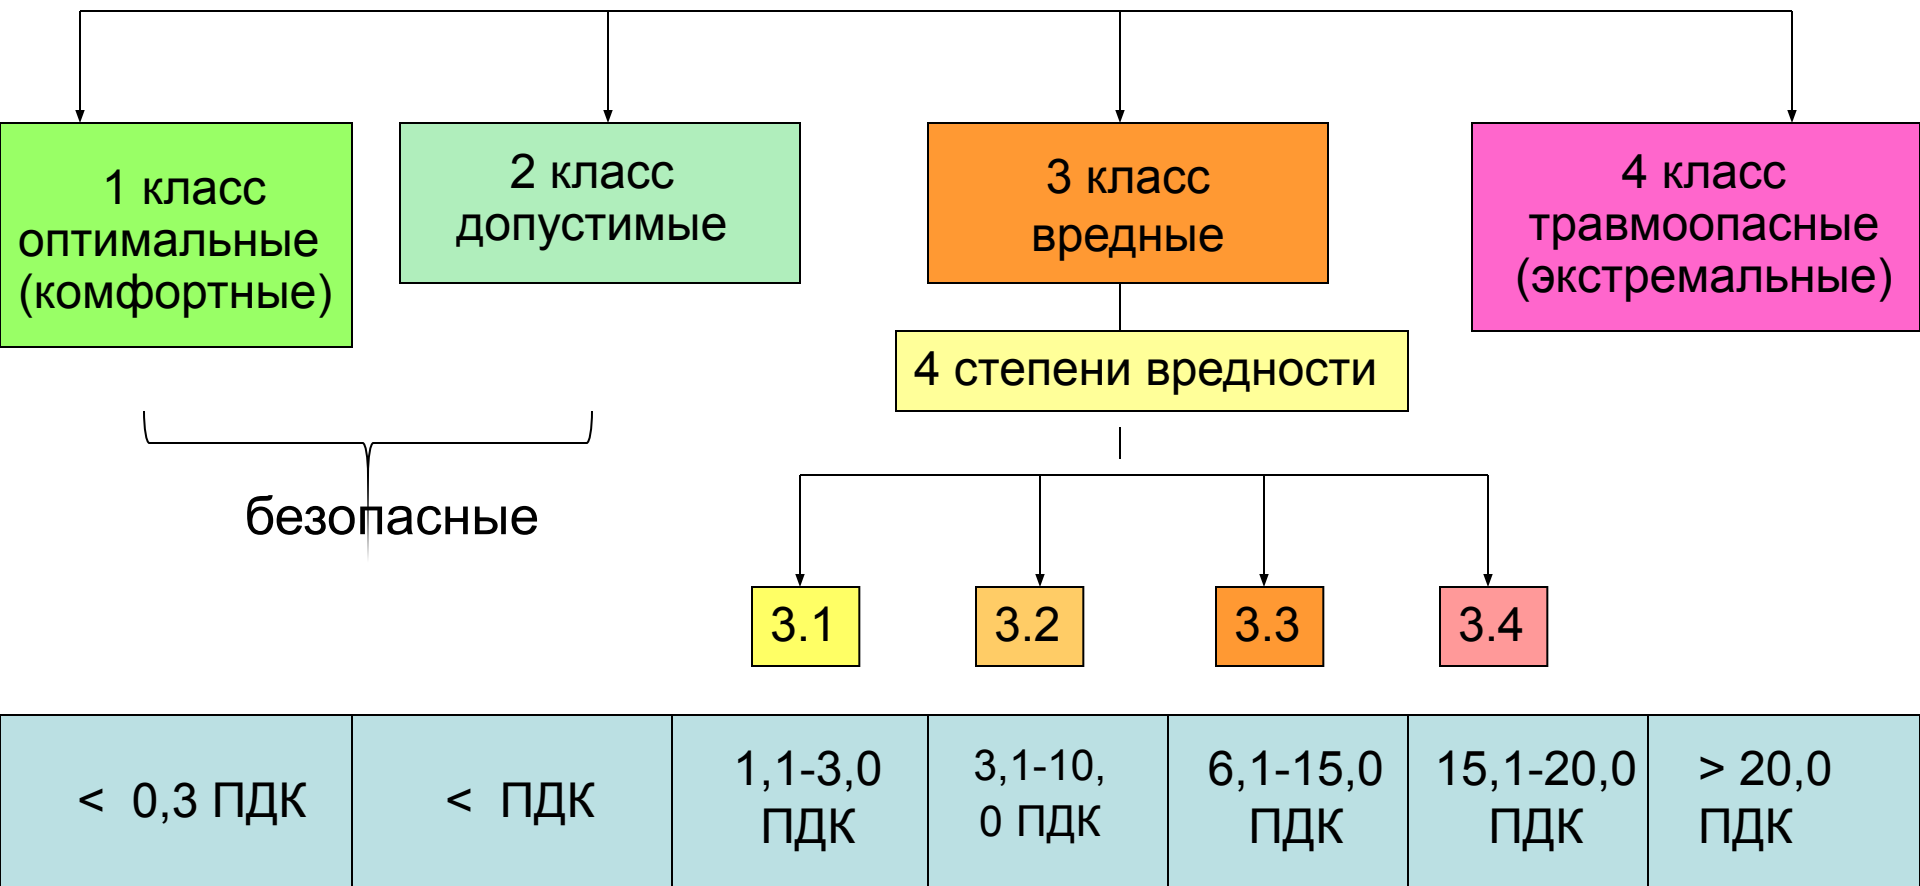 1 класс
оптимальные
(комфортные)
2 класс
допустимые
3 класс
вредные
4 класс
травмоопасные
(экстремальные)
4 степени вредности
безопасные
3.1
3.2
3.3
3.4
< 0,3 ПДК
< ПДК
1,1-3,0
ПДК
3,1-10,
0 ПДК
6,1-15,0
ПДК
15,1-20,0
ПДК
> 20,0
ПДК